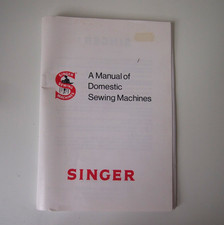 A Manual of
Domestic
Sewing Machines
SINGER